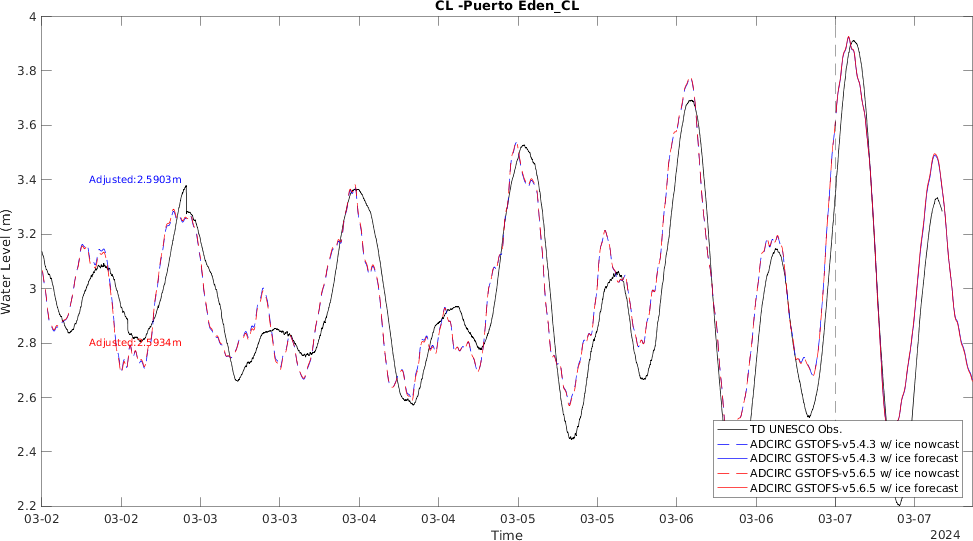 CL -Puerto Eden_CL
4
3.8
3.6
3.4
3.2
3
2.8
2.6
2.4
2.2
Water Level (m)
Adjusted:2.5903m
Adjusted:2.5934m
TD UNESCO Obs.
ADCIRC GSTOFS-v5.4.3 w/ ice nowcast
ADCIRC GSTOFS-v5.4.3 w/ ice forecast
ADCIRC GSTOFS-v5.6.5 w/ ice nowcast
ADCIRC GSTOFS-v5.6.5 w/ ice forecast
03-02 03-02 03-03 03-03 03-04 03-04 03-05 03-05 03-06 03-06 03-07 03-07
Time
2024